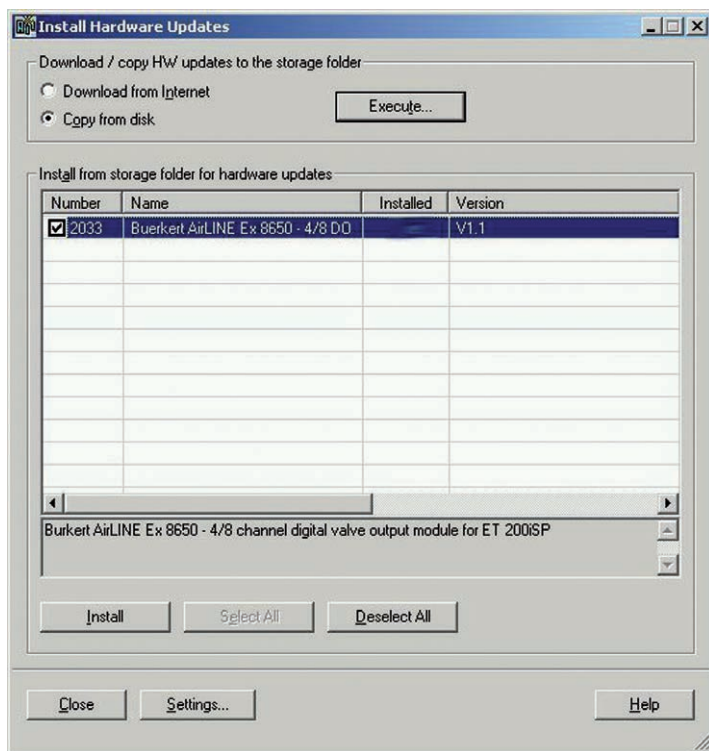 Install Hardware Updates
Download / copy HW updates to the storage folder
Download from Internet
Copy from disk
Execute...
Install from storage folder for hardware updates
Number Name Installed Version
2033 Buerkert AirLINE Ex 8650 - 4/8 DO V1.1
Burkert AirLINE Ex 8650 - 4/8 channel digital valve output module for ET 200iSP
Install Select All Deselect All
Close Settings... Help